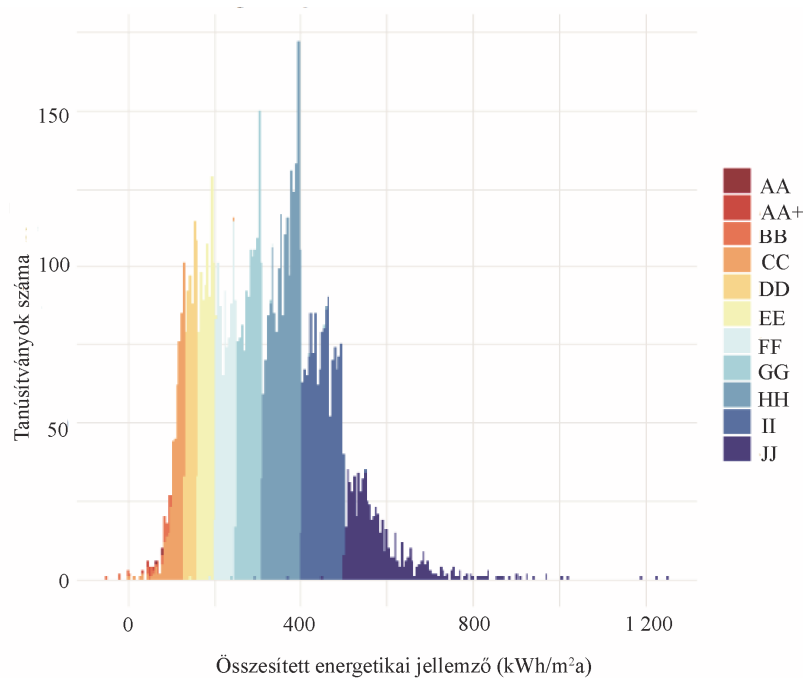 150
100
50
0
Tanúsítványok száma
0
400
800
1 200
Összesített energetikai jellemző (kWh/m²a)
AA
AA+
BB
CC
DD
EE
FF
GG
HH
II
JJ